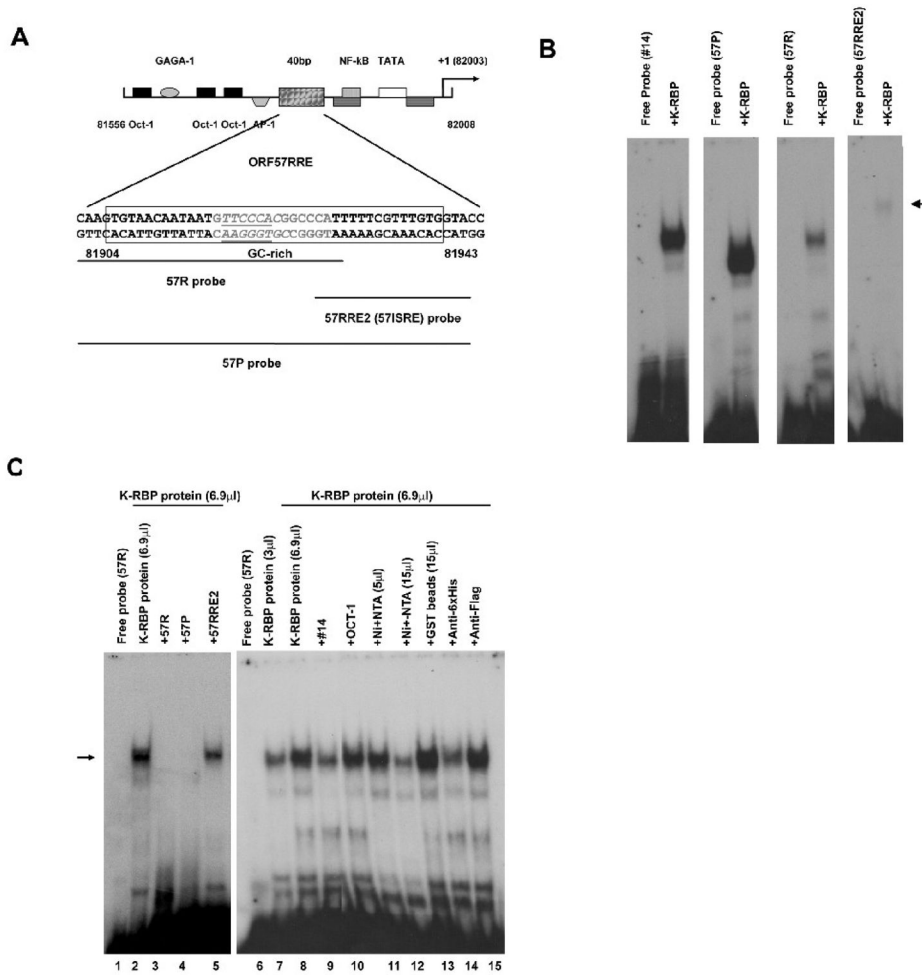 A
GAGA-1 40bp NF-kB TATA +1 (82003)
81556 Oct-1 Oct-1 Oct-1 AP-1 82008
ORF57RRE
CAAGTGTAACAATAATGTTCCCACGGCCCATTTTTCGTTTGTGGTACC
GTTCACATTGTTATTACAAGGGTGCCGGGTAAAAAGCAAACACCATGG
81904 GC-rich 81943
57R probe
57RRE2 (57ISRE) probe
57P probe
B
Free Probe (#14)
+K-RBP
Free probe (57P)
+K-RBP
Free probe (57R)
+K-RBP
Free probe (57RRE2)
+K-RBP
C
K-RBP protein (6.9µl)
Free probe (57R)
K-RBP protein (6.9µl)
+57R
+57P
+57RRE2
K-RBP protein (6.9µl)
Free probe (57R)
K-RBP protein (3µl)
K-RBP protein (6.9µl)
+#14
+OCT-1
+Ni+NTA (5µl)
+Ni+-NTA (15µl)
+GST beads (15µl)
+Anti-6xHis
+Anti-Flag
1 2 3 4 5 6 7 8 9 10 11 12 13 14 15